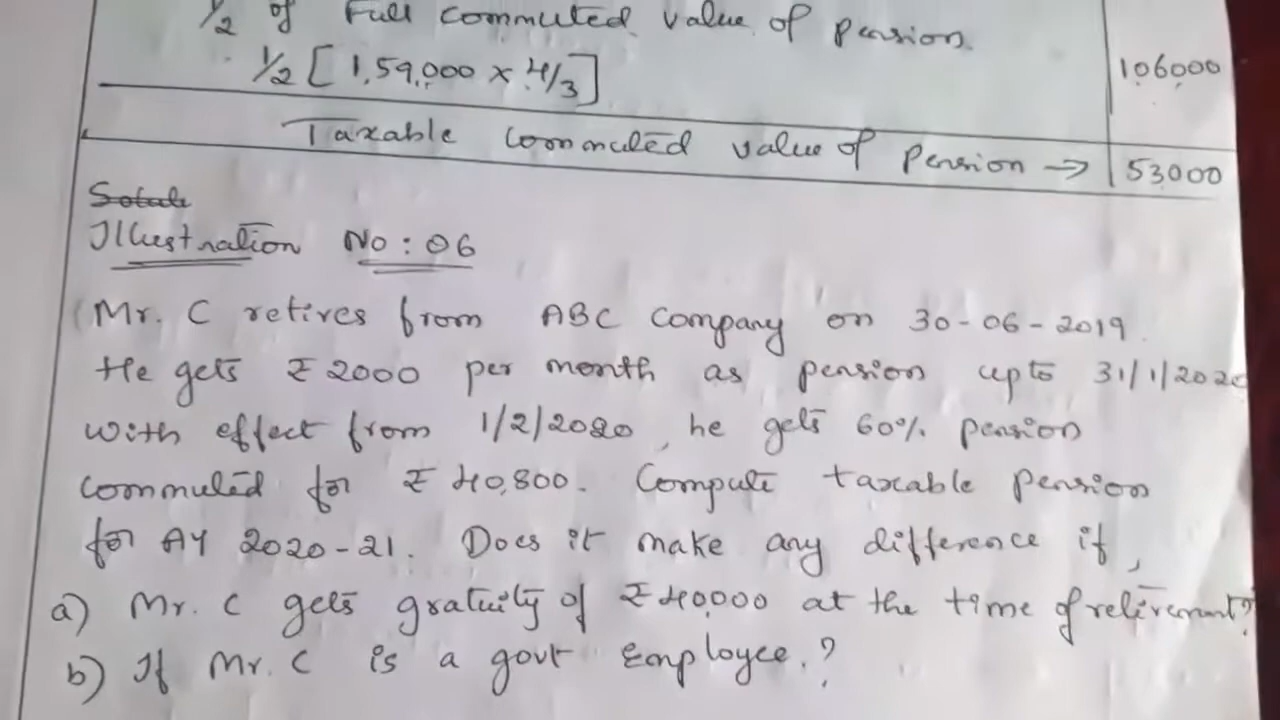 1/2 of Full commuted value of pension.
1/2 [1,59,000 x 4/3] 106000
Taxable commuted value of pension → 53000
Illustration No: 06
Mr. C retires from ABC company on 30-06-2019.
He gets ₹2000 per month as pension upto 31/1/2020
with effect from 1/2/2020, he gets 60% pension
commuted for ₹ 40,800. Compute taxable pension
for AY 2020-21. Does it make any difference if,
a) Mr. C gets gratuity of ₹40,000 at the time of retirement?
b) If Mr. C is a govt employee.?